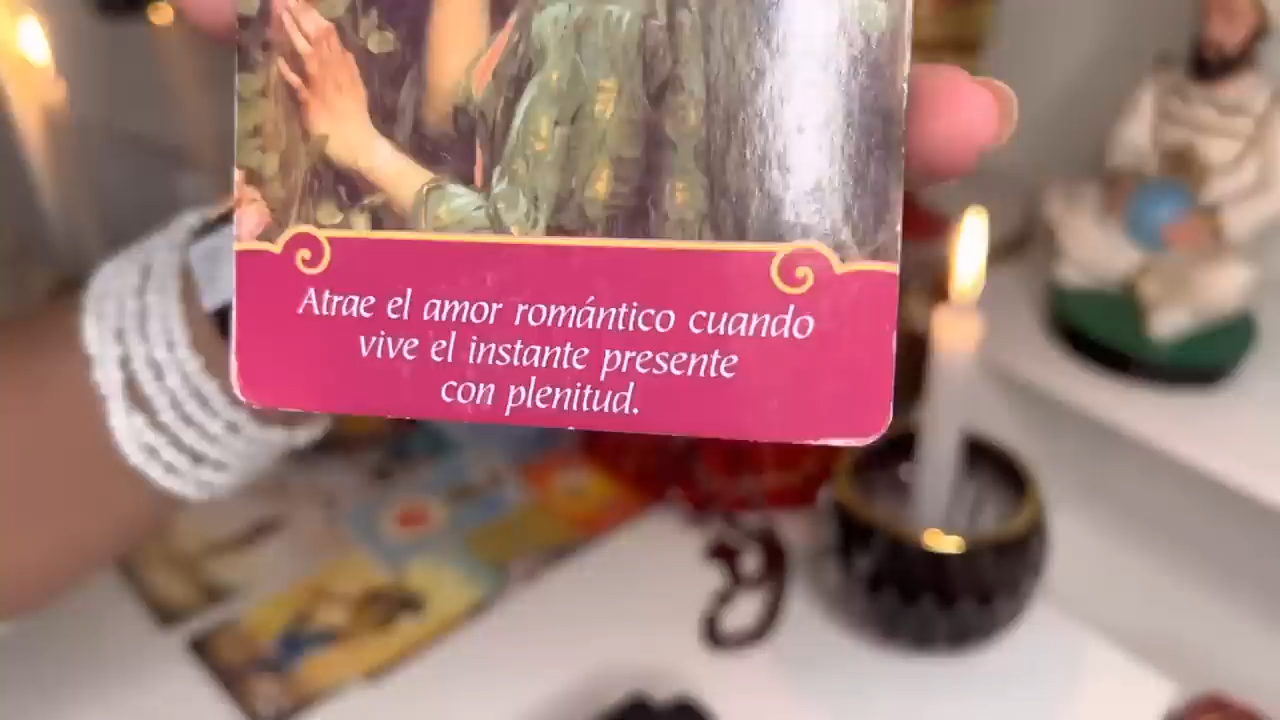 Atrae el amor romántico cuando
vive el instante presente
con plenitud.